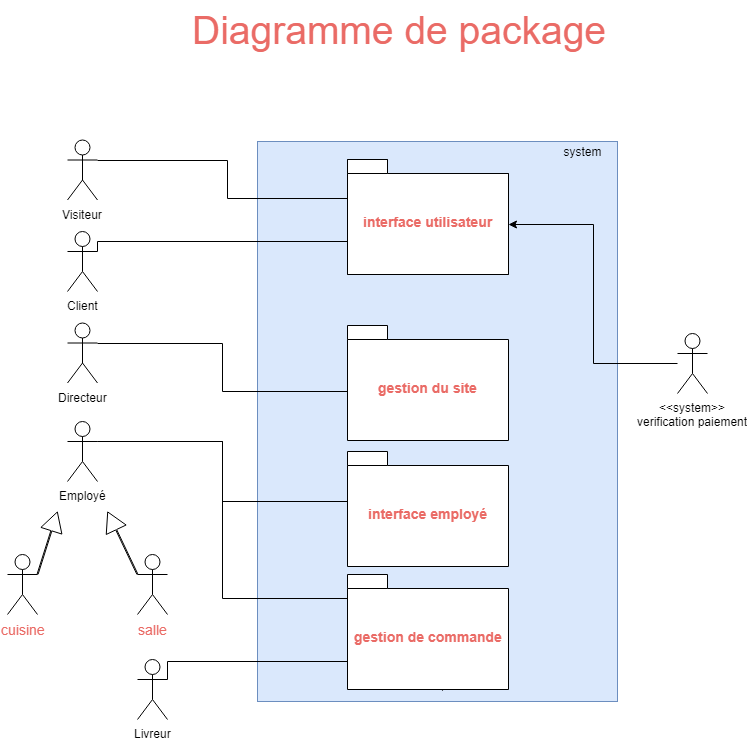 Diagramme de package
system
Visiteur
interface utilisateur
Client
Directeur
gestion du site
<<system>>
verification paiement
Employé
interface employé
cuisine
salle
gestion de commande
Livreur